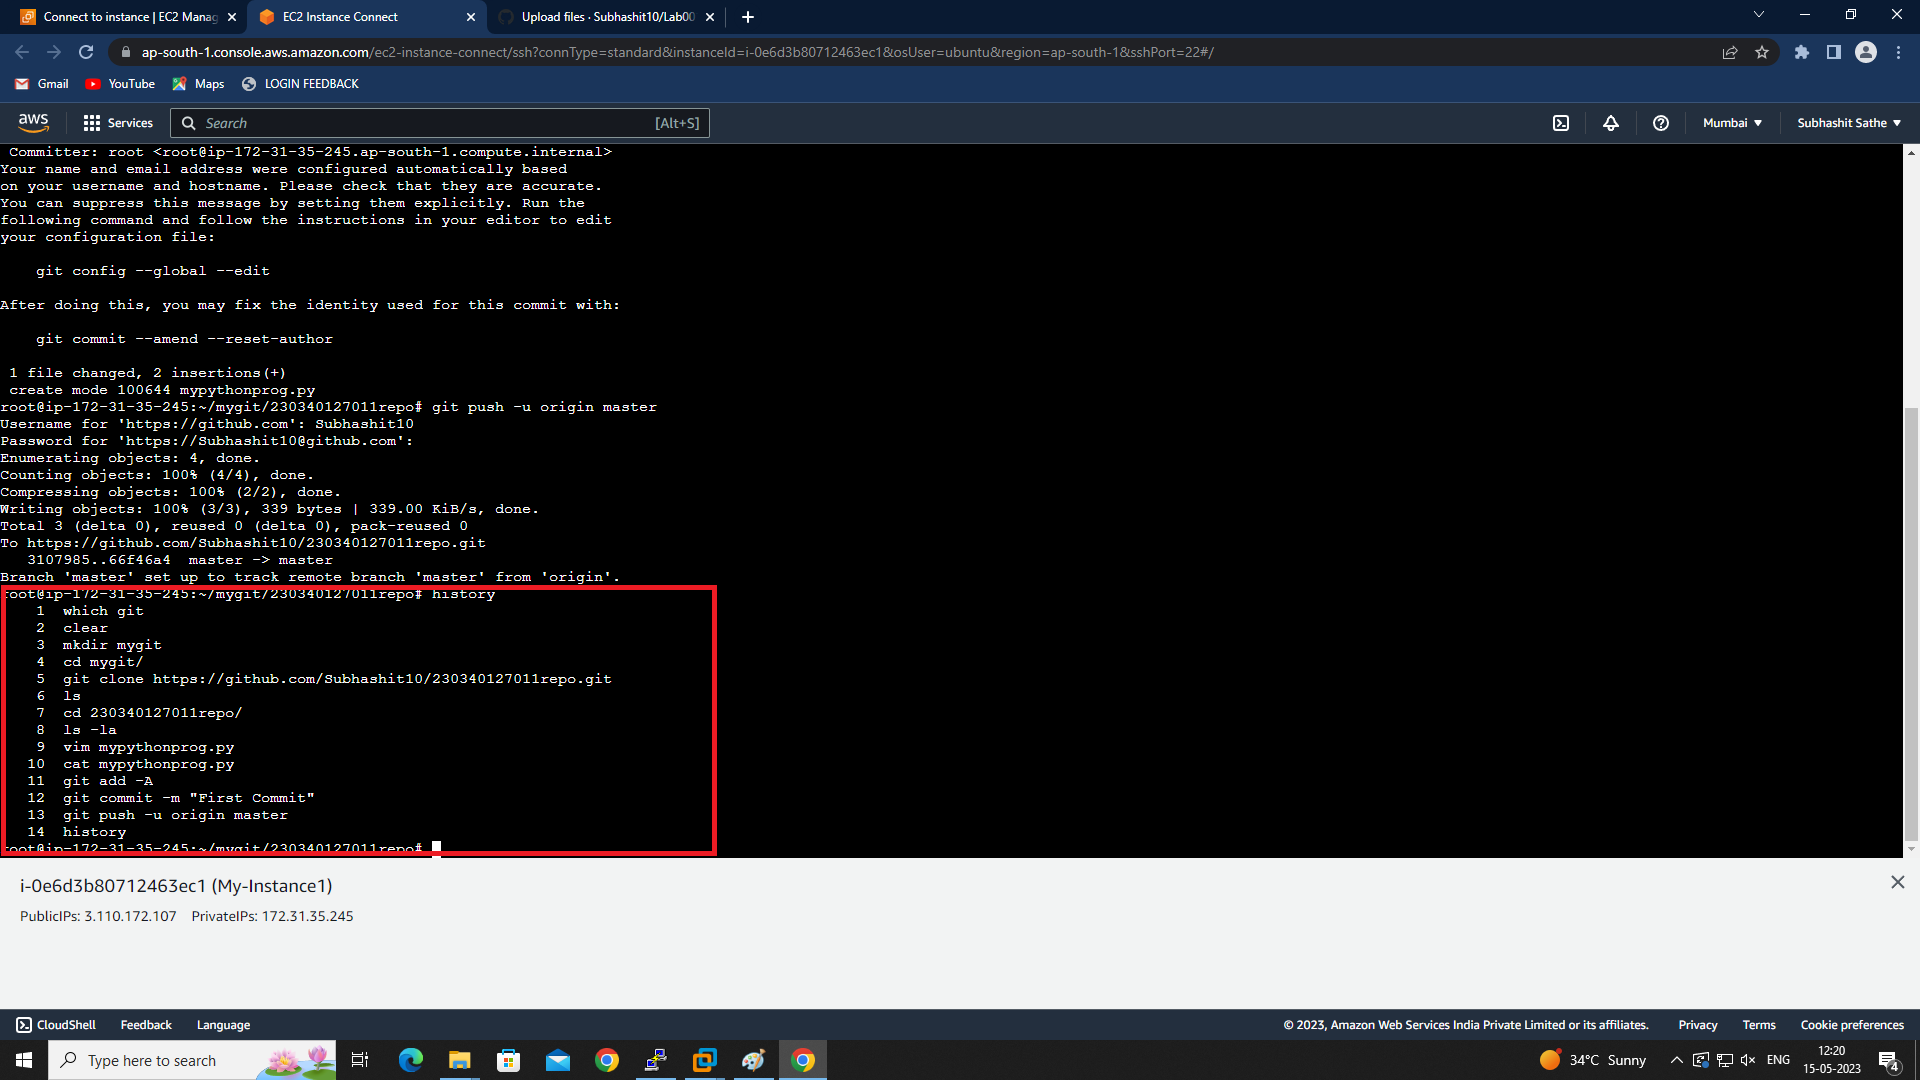 Connect to instance | EC2 Manag
EC2 Instance Connect
Upload files · Subhashit10/Lab00
ap-south-1.console.aws.amazon.com/ec2-instance-connect/ssh?connType=standard&instanceId=i-0e6d3b80712463ec1&osUser=ubuntu&region=ap-south-1&sshPort=22#/
Gmail YouTube Maps LOGIN FEEDBACK
aws Services Search [Alt+S] Mumbai Subhashit Sathe
Committer: root <root@ip-172-31-35-245.ap-south-1.compute.internal>
Your name and email address were configured automatically based
on your username and hostname. Please check that they are accurate.
You can suppress this message by setting them explicitly. Run the
following command and follow the instructions in your editor to edit
your configuration file:
git config --global --edit
After doing this, you may fix the identity used for this commit with:
git commit --amend --reset-author
1 file changed, 2 insertions(+)
create mode 100644 mypythonprog.py
root@ip-172-31-35-245:~/mygit/230340127011repo# git push -u origin master
Username for 'https://github.com': Subhashit10
Password for 'https://Subhashit10@github.com':
Enumerating objects: 4, done.
Counting objects: 100% (4/4), done.
Compressing objects: 100% (2/2), done.
Writing objects: 100% (3/3), 339 bytes | 339.00 KiB/s, done.
Total 3 (delta 0), reused 0 (delta 0), pack-reused 0
To https://github.com/Subhashit10/230340127011repo.git
3107985..66f46a4 master -> master
Branch 'master' set up to track remote branch 'master' from 'origin'.
root@ip-172-31-35-245:~/mygit/230340127011repo# history
1 which git
2 clear
3 mkdir mygit
4 cd mygit/
5 git clone https://github.com/Subhashit10/230340127011repo.git
6 ls
7 cd 230340127011repo/
8 ls -la
9 vim mypythonprog.py
10 cat mypythonprog.py
11 git add -A
12 git commit -m "First Commit"
13 git push -u origin master
14 history
root@ip-172-31-35-245:~/mygit/230340127011repo#
i-0e6d3b80712463ec1 (My-Instance1)
PublicIPs: 3.110.172.107 PrivateIPs: 172.31.35.245
CloudShell Feedback Language © 2023, Amazon Web Services India Private Limited or its affiliates. Privacy Terms Cookie preferences
Type here to search 34°C Sunny ENG 12:20
15-05-2023 4